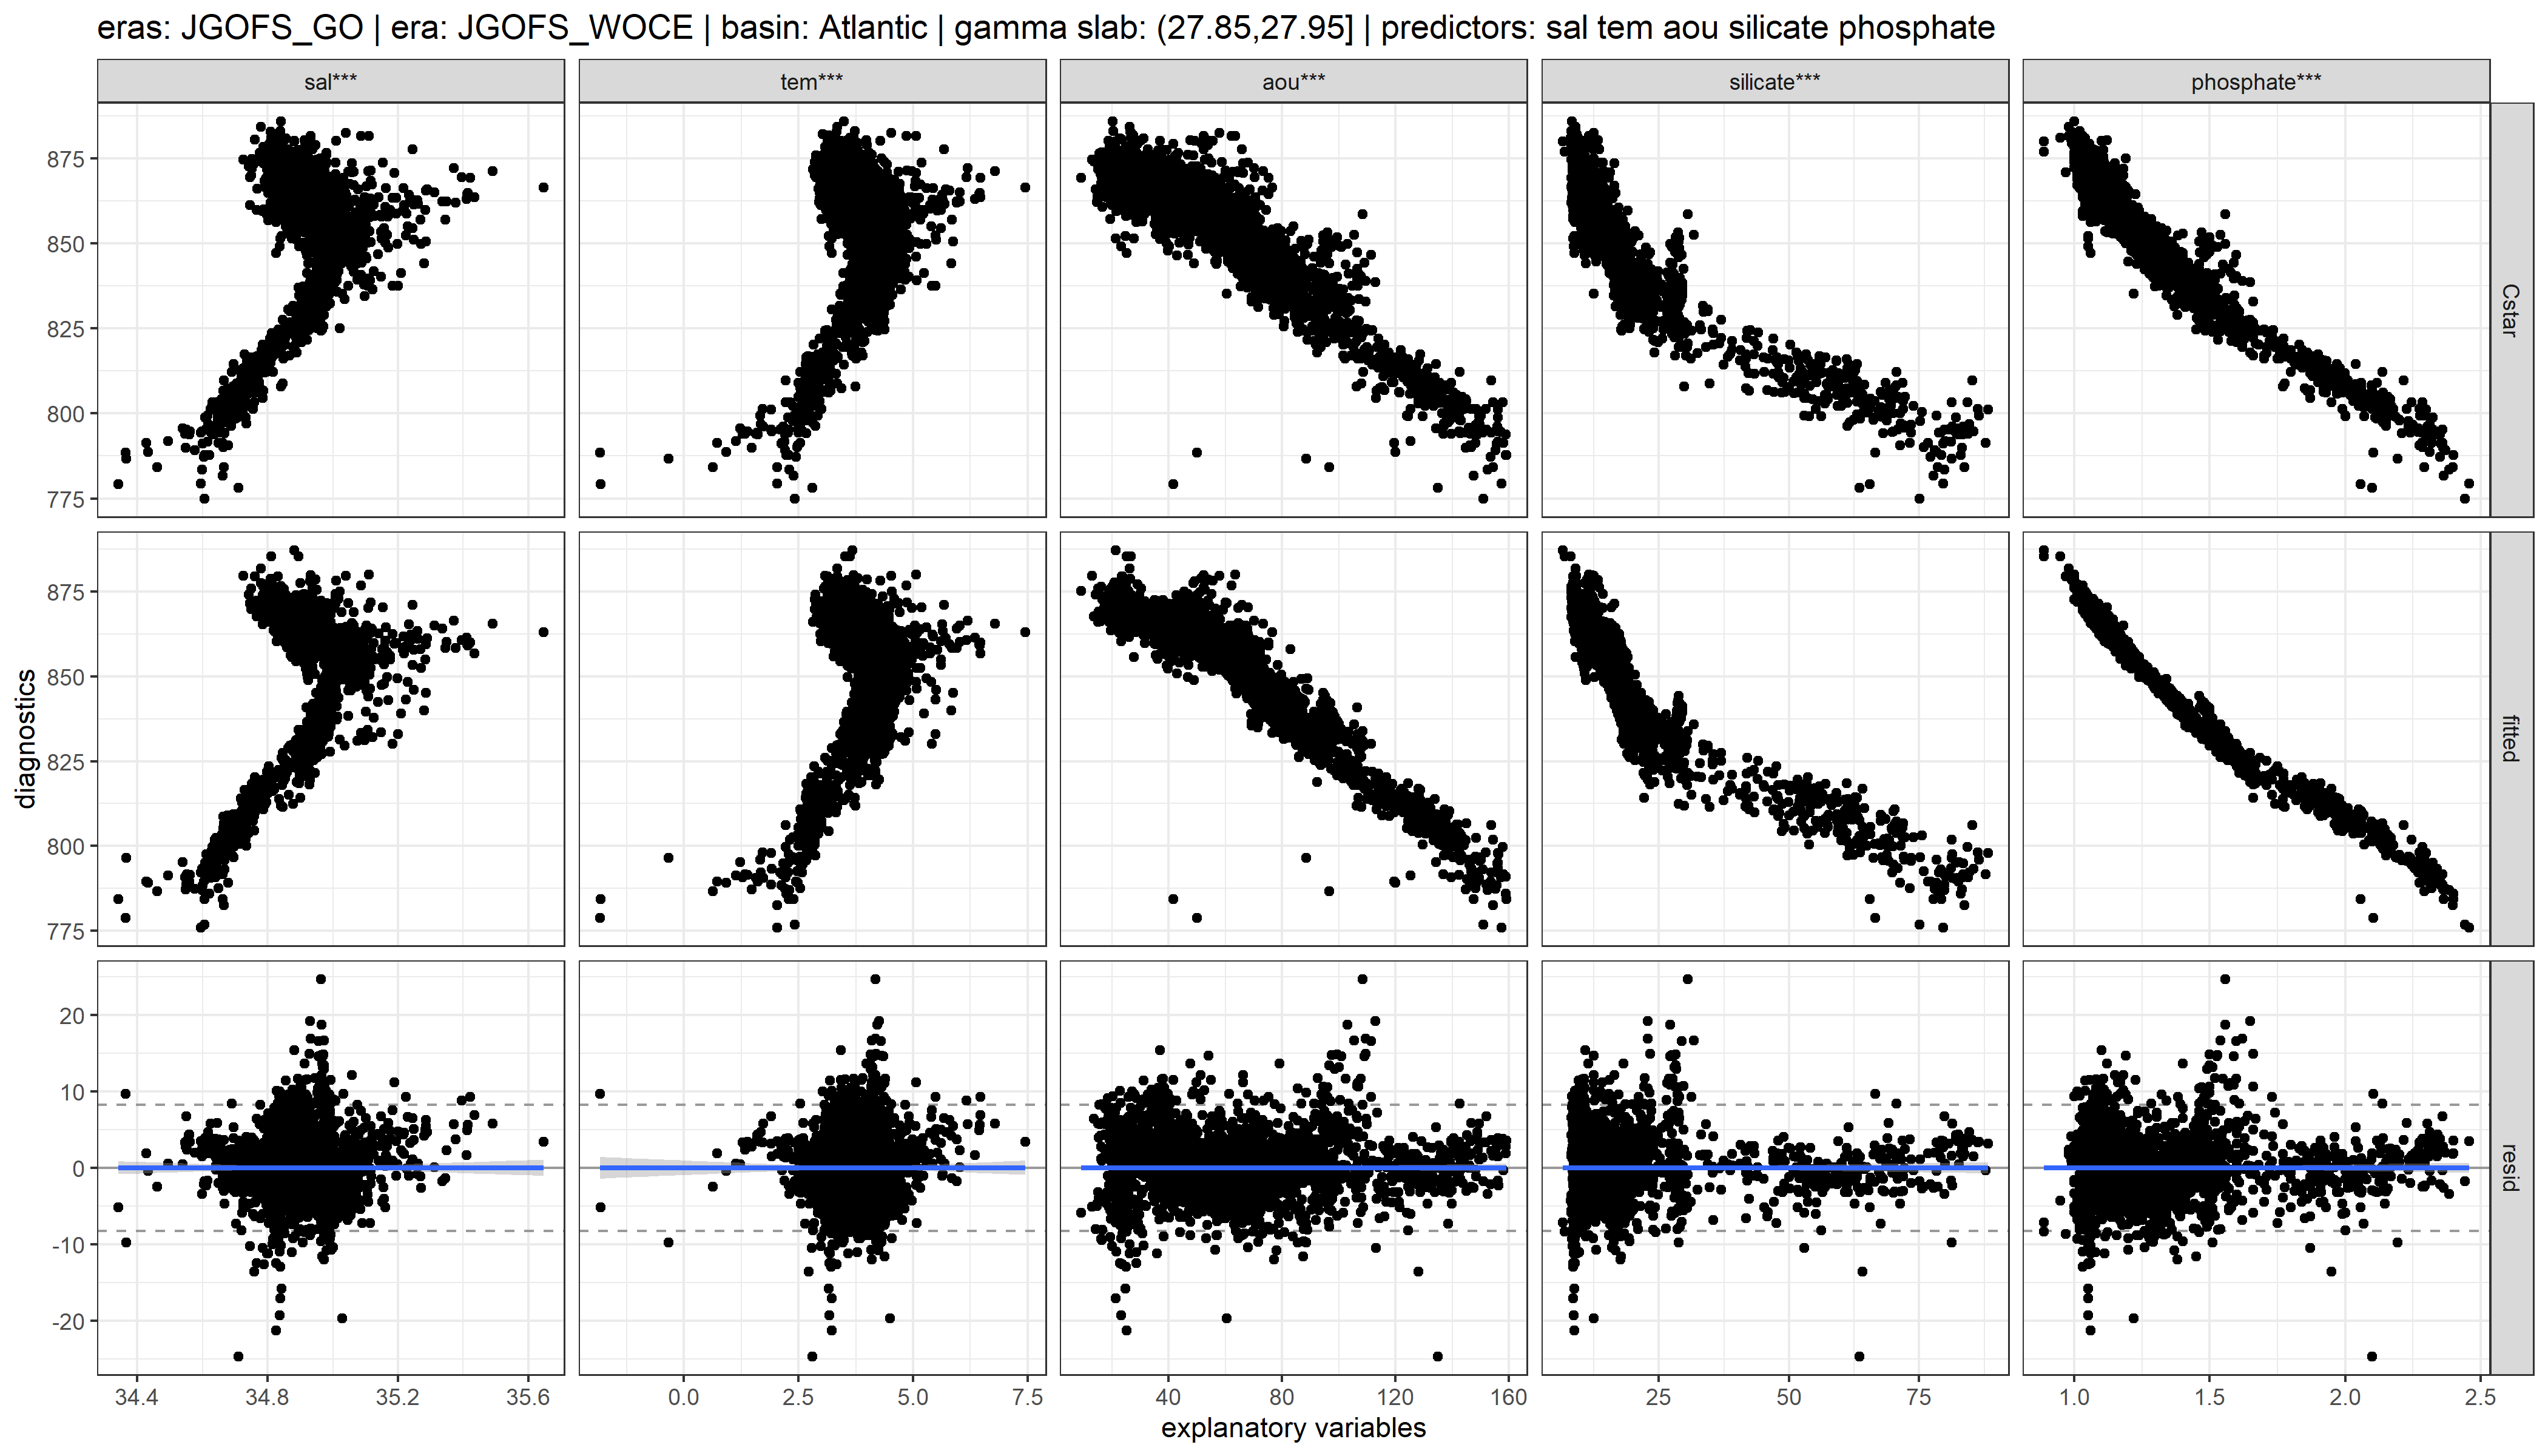 eras: JGOFS_GO | era: JGOFS_WOCE | basin: Atlantic | gamma slab: (27.85,27.95] | predictors: sal tem aou silicate phosphate
sal*** tem*** aou*** silicate*** phosphate***
875
850
825
800
775
Cstar
875
850
825
800
775
fitted
diagnostics
20
10
0
-10
-20
resid
34.4 34.8 35.2 35.6 0.0 2.5 5.0 7.5 40 80 120 160 25 50 75 1.0 1.5 2.0 2.5
explanatory variables